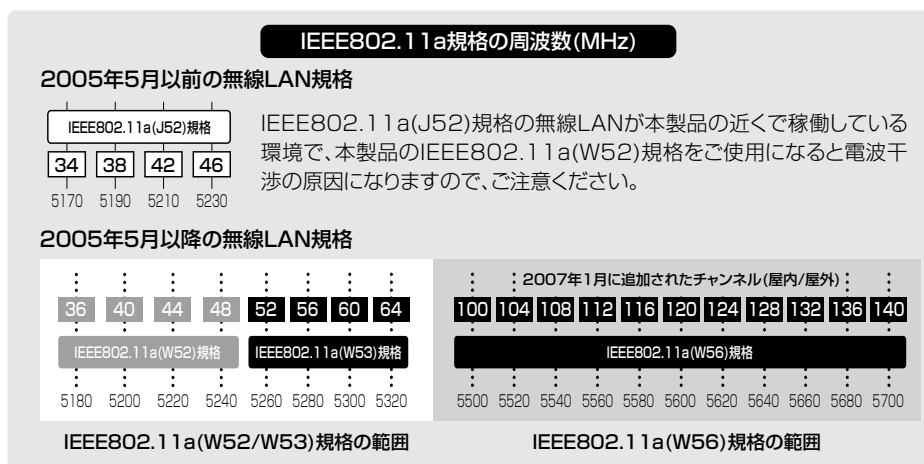 IEEE802.11a規格の周波数(MHz)
2005年5月以前の無線LAN規格
IEEE802.11a(J52)規格
34 38 42 46
5170 5190 5210 5230
IEEE802.11a(J52)規格の無線LANが本製品の近くで稼働している
環境で、本製品のIEEE802.11a(W52)規格をご使用になると電波干
渉の原因になりますので、ご注意ください。
2005年5月以降の無線LAN規格
36 40 44 48 52 56 60 64
IEEE802.11a(W52)規格 IEEE802.11a(W53)規格
5180 5200 5220 5240 5260 5280 5300 5320
IEEE802.11a(W52/W53)規格の範囲
2007年1月に追加されたチャンネル(屋内/屋外)
100 104 108 112 116 120 124 128 132 136 140
IEEE802.11a(W56)規格
5500 5520 5540 5560 5580 5600 5620 5640 5660 5680 5700
IEEE802.11a(W56)規格の範囲